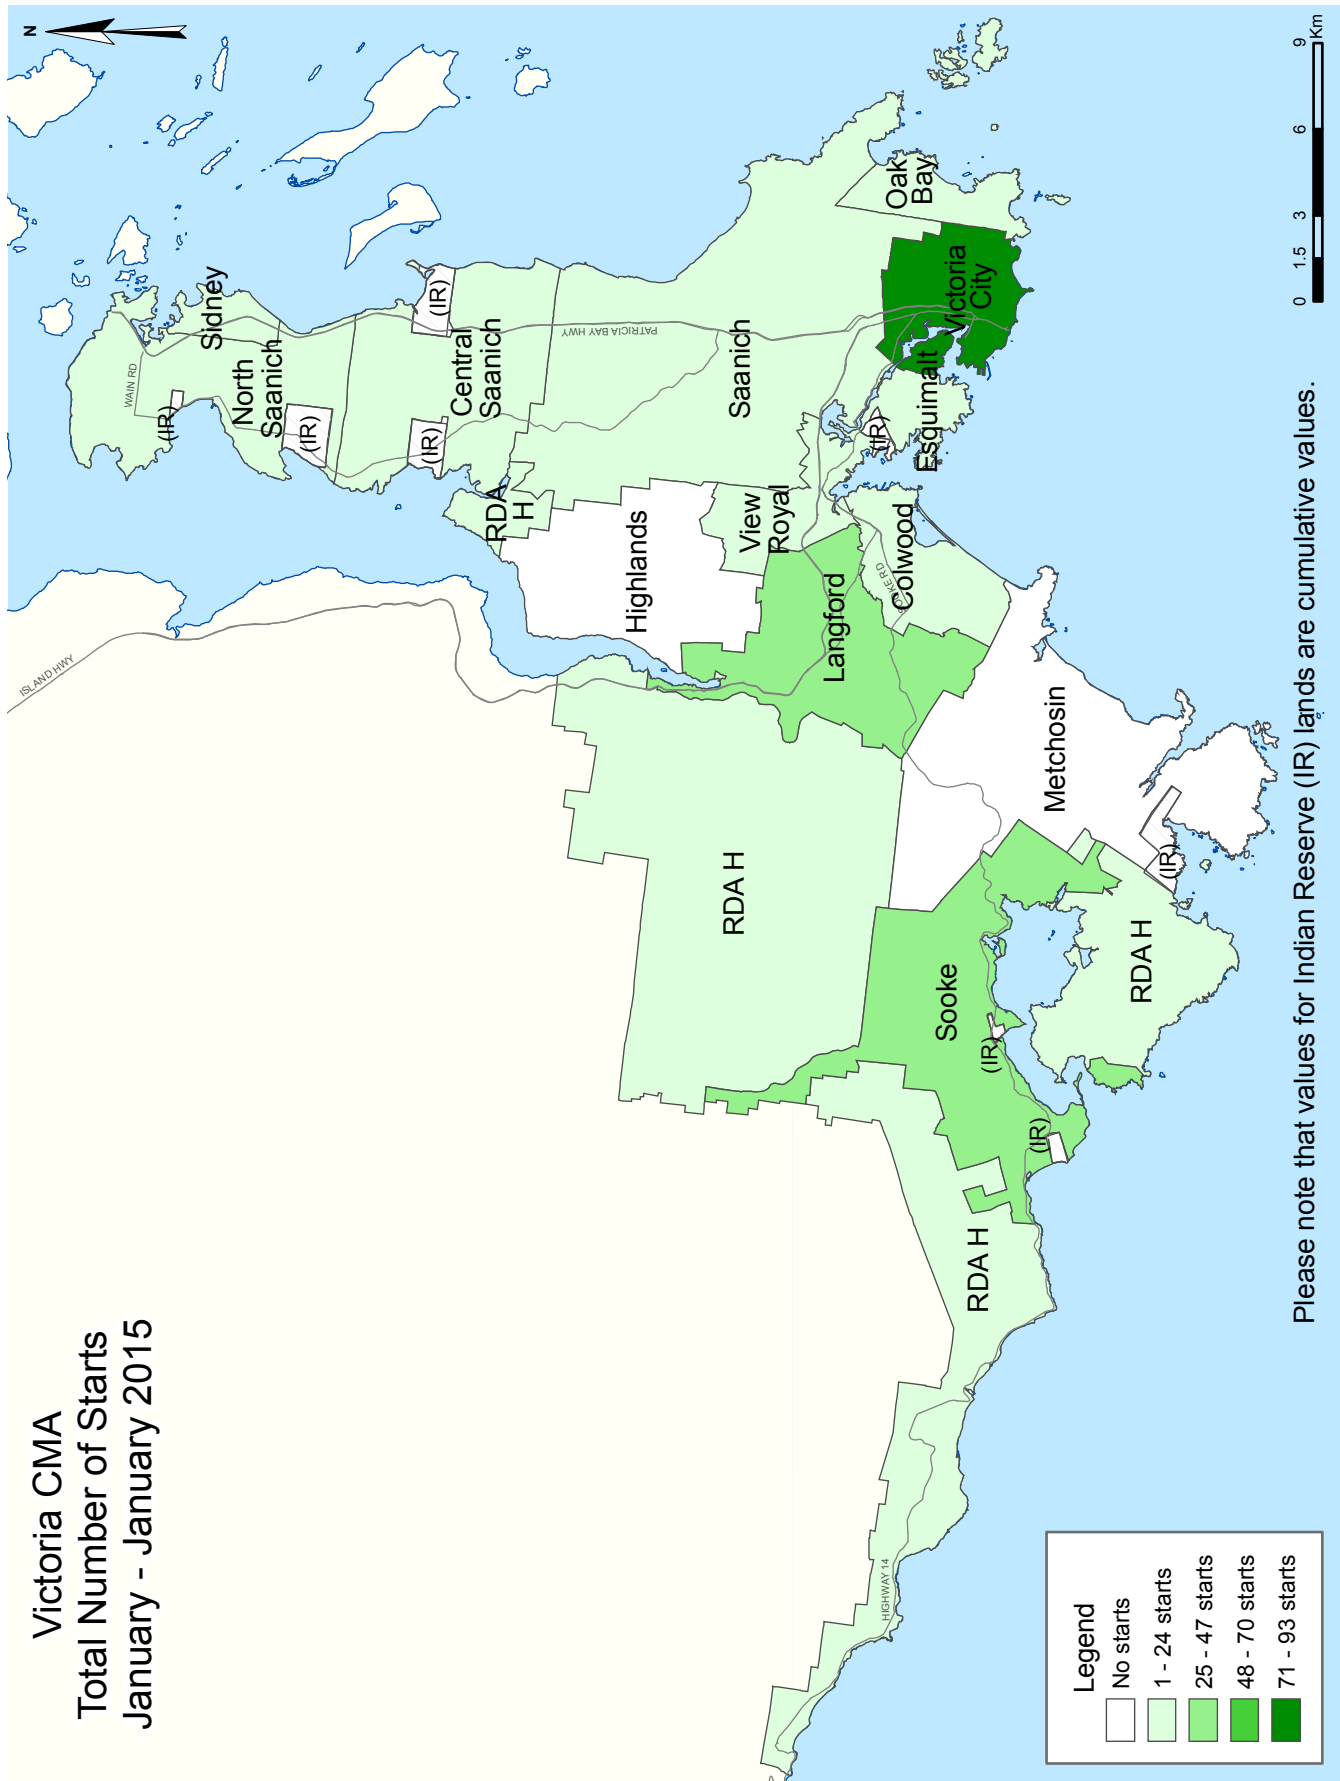 Victoria CMA
Total Number of Starts
January - January 2015
N
ISLAND HWY
WAIN RD
(IR)
Sidney
North
Saanich
(IR)
(IR)
(IR)
Central
Saanich
PATRICIA BAY HWY
RDA
H
Saanich
Highlands
View
Royal
Oak
Bay
Victoria
City
Esquimalt
(IR)
Langford
Colwood
Metchosin
(IR)
RDA H
Sooke
(IR)
(IR)
RDA H
RDA H
HIGHWAY 14
Legend
No starts
1 - 24 starts
25 - 47 starts
48 - 70 starts
71 - 93 starts
0 1.5 3 6 9
Km
Please note that values for Indian Reserve (IR) lands are cumulative values.